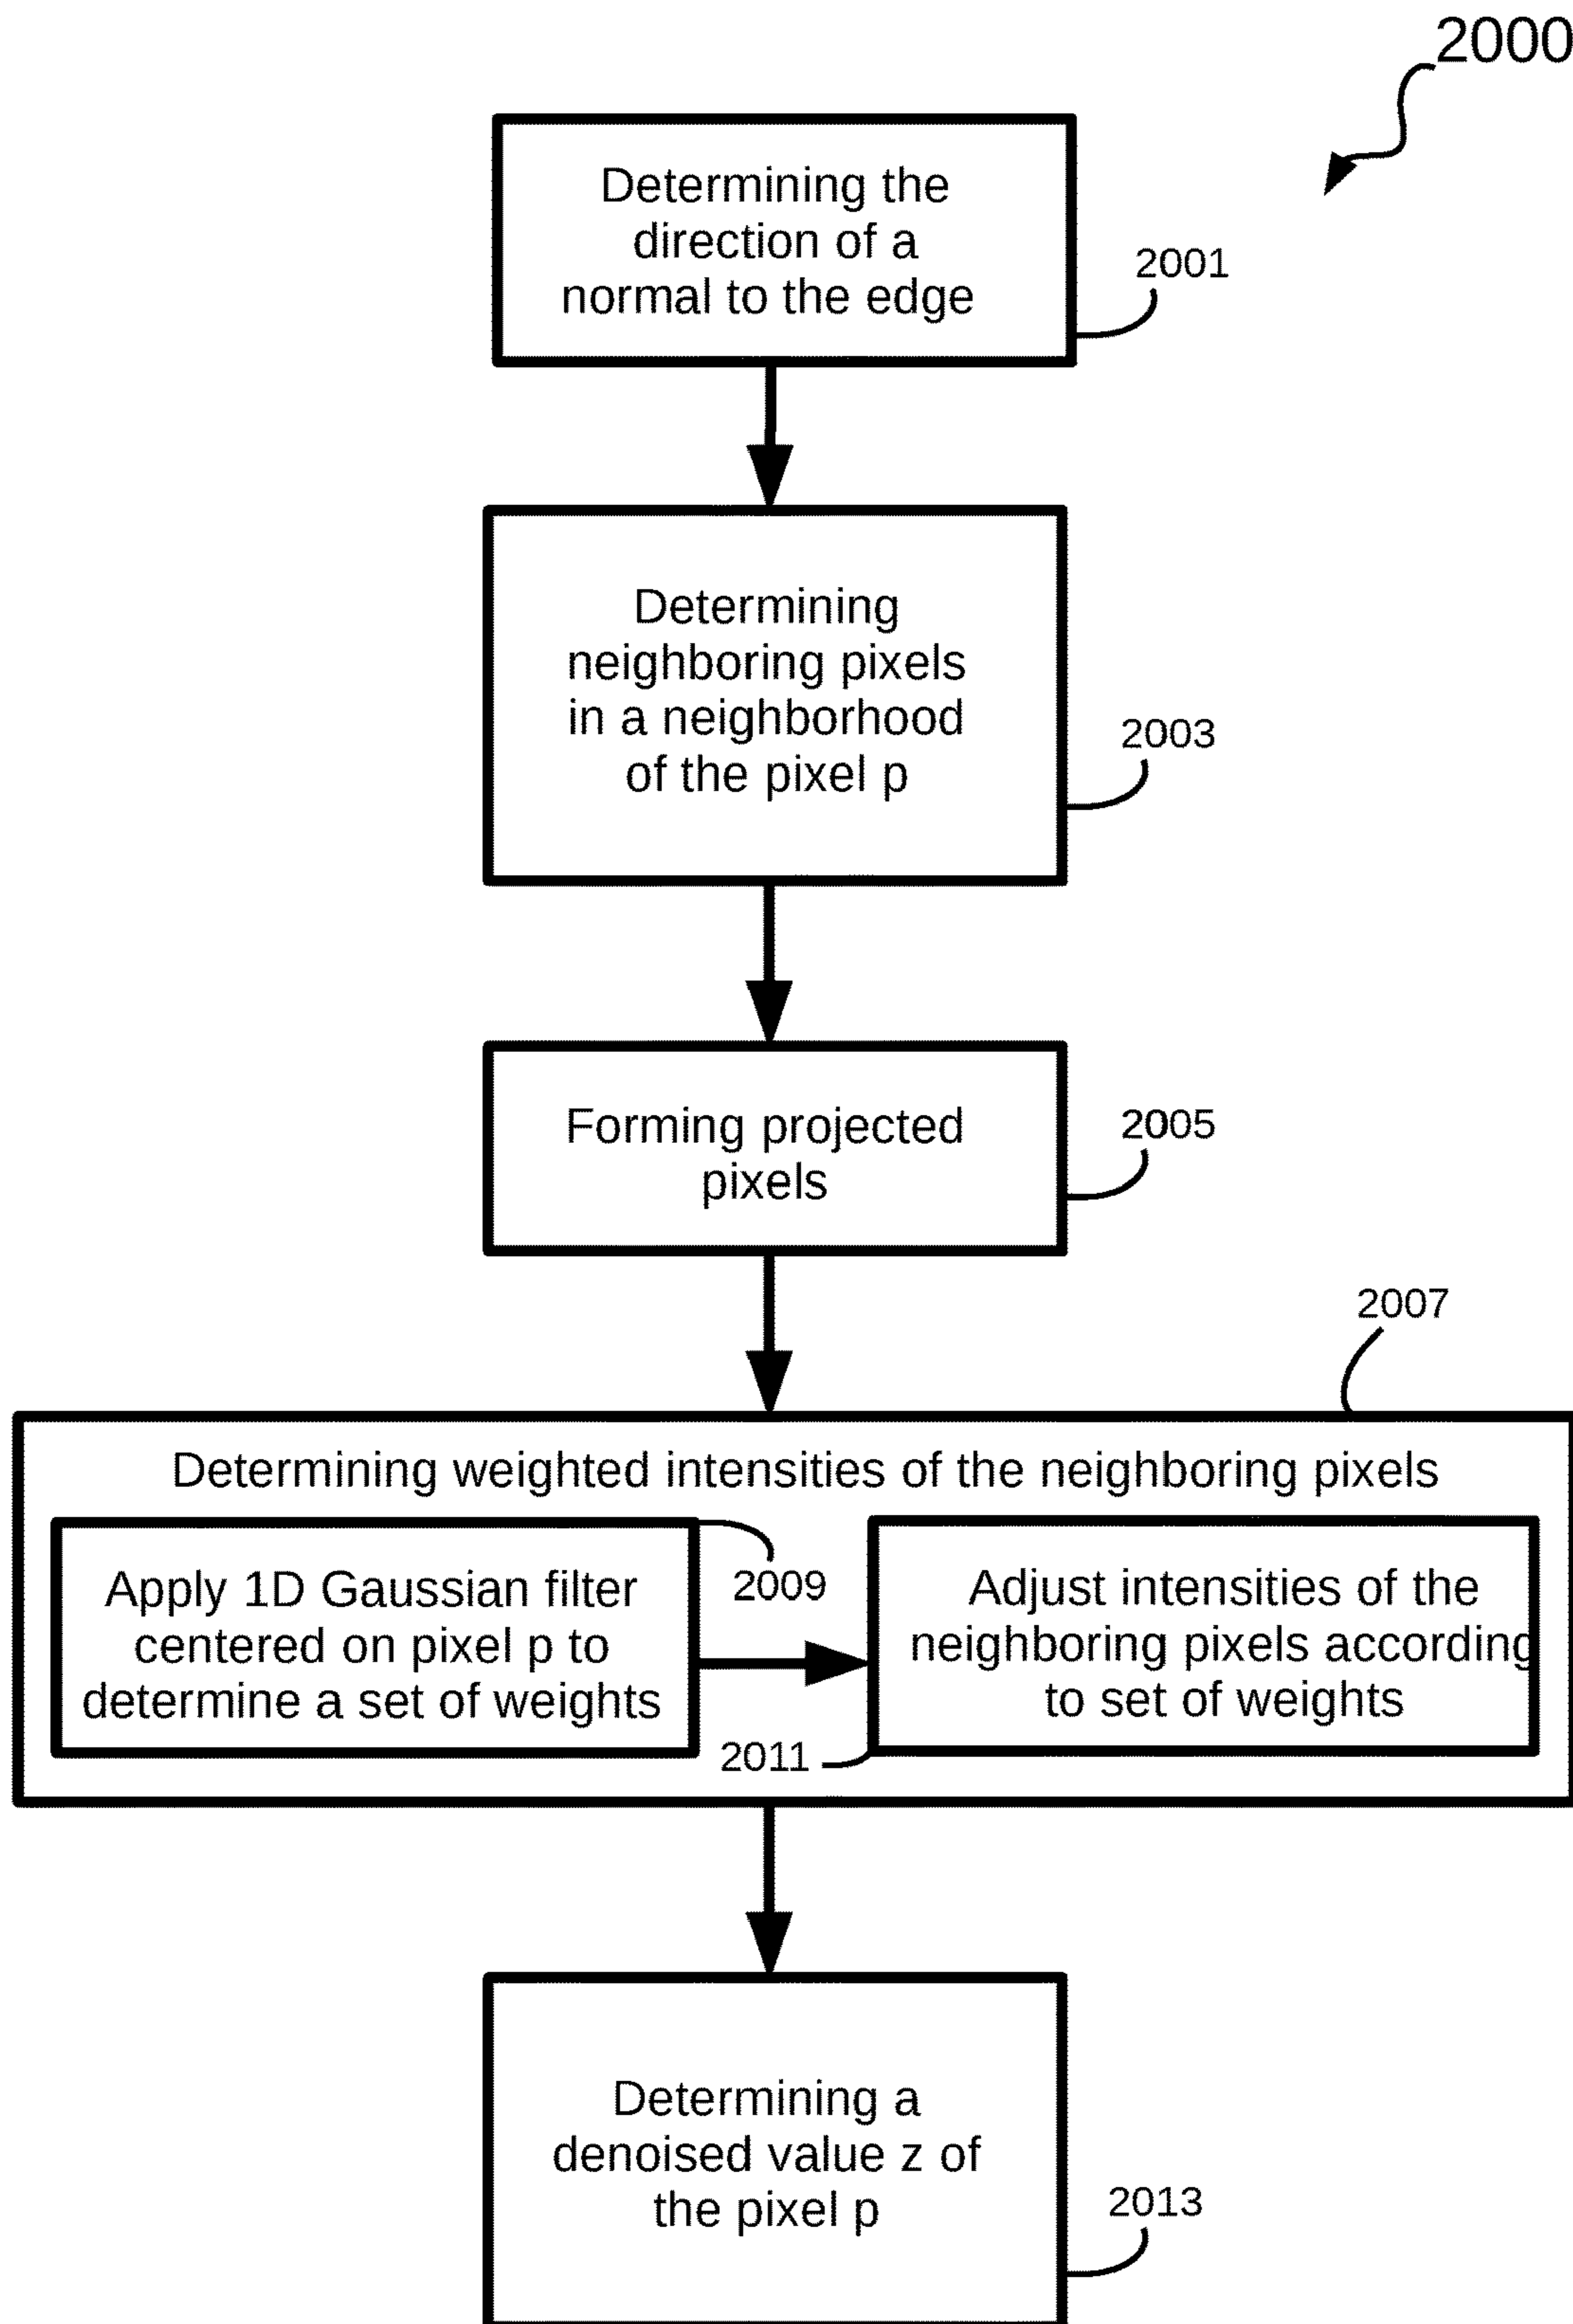 2000
Determining the
direction of a
normal to the edge
2001
Determining
neighboring pixels
in a neighborhood
of the pixel p
2003
Forming projected
pixels
2005
2007
Determining weighted intensities of the neighboring pixels
Apply 1D Gaussian filter
centered on pixel p to
determine a set of weights
2009
Adjust intensities of the
neighboring pixels according
to set of weights
2011
Determining a
denoised value z of
the pixel p
2013